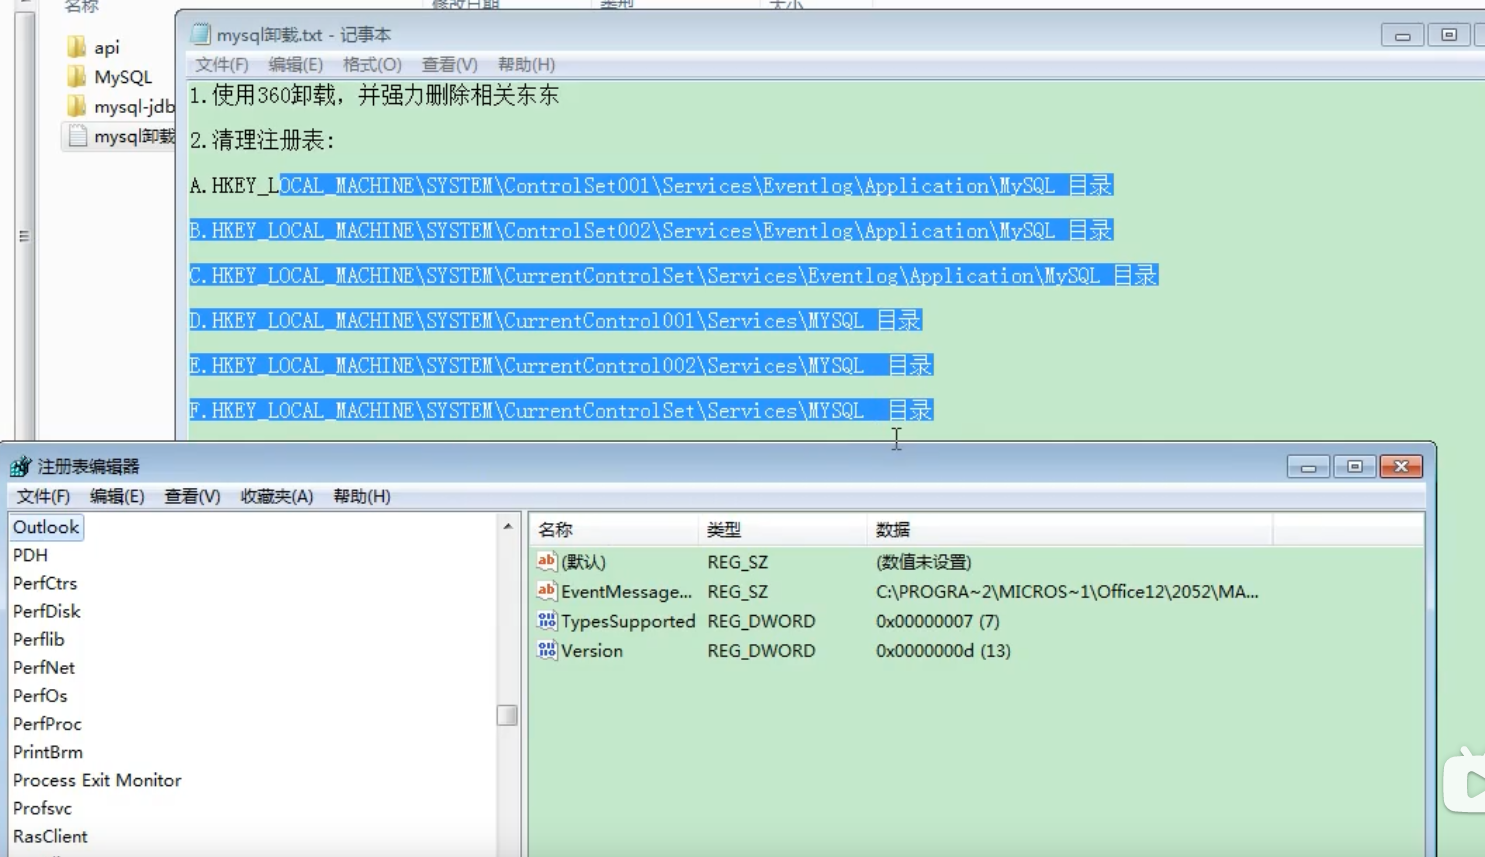 名称
修改日期
类型
大小
api
MySQL
mysql-jdb
mysql卸载
mysql卸载.txt - 记事本
文件(F) 编辑(E) 格式(O) 查看(V) 帮助(H)
1.使用360卸载，并强力删除相关东东
2.清理注册表:
A.HKEY_LOCAL_MACHINE\SYSTEM\ControlSet001\Services\Eventlog\Application\MySQL 目录
B.HKEY_LOCAL_MACHINE\SYSTEM\ControlSet002\Services\Eventlog\Application\MySQL 目录
C.HKEY_LOCAL_MACHINE\SYSTEM\CurrentControlSet\Services\Eventlog\Application\MySQL 目录
D.HKEY_LOCAL_MACHINE\SYSTEM\CurrentControl001\Services\MYSQL 目录
E.HKEY_LOCAL_MACHINE\SYSTEM\CurrentControl002\Services\MYSQL 目录
F.HKEY_LOCAL_MACHINE\SYSTEM\CurrentControlSet\Services\MYSQL 目录
注册表编辑器
文件(F) 编辑(E) 查看(V) 收藏夹(A) 帮助(H)
Outlook
PDH
PerfCtrs
PerfDisk
Perflib
PerfNet
PerfOs
PerfProc
PrintBrm
Process Exit Monitor
Profsvc
RasClient
名称 类型 数据
(默认) REG_SZ (数值未设置)
EventMessage... REG_SZ C:\PROGRA~2\MICROS~1\Office12\2052\MA...
TypesSupported REG_DWORD 0x00000007 (7)
Version REG_DWORD 0x0000000d (13)